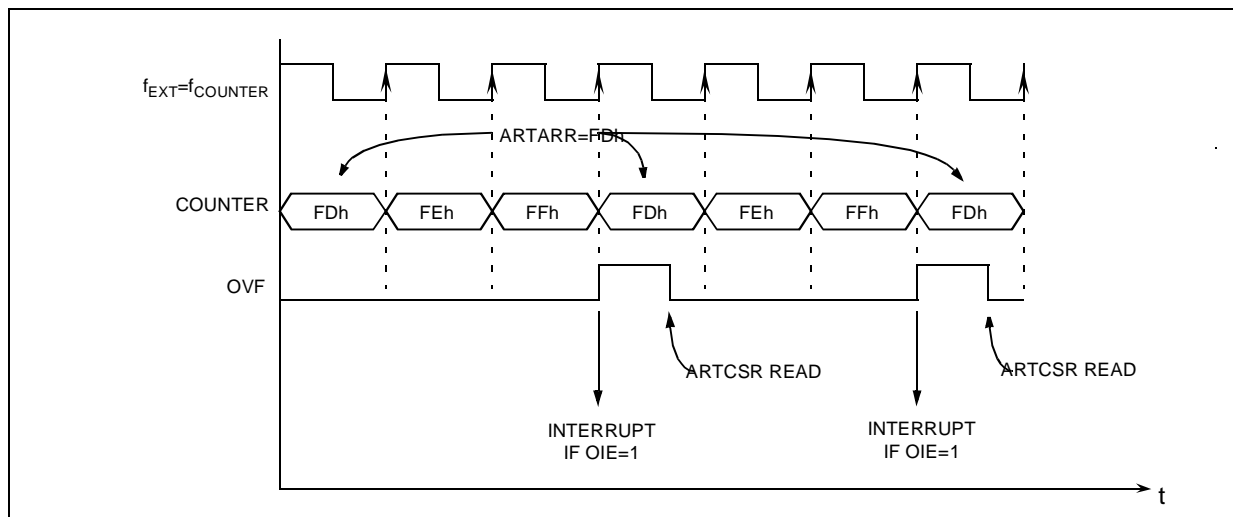 fEXT=fCOUNTER
ARTARR=FDh
COUNTER
FDh
FEh
FFh
FDh
FEh
FFh
FDh
OVF
ARTCSR READ
ARTCSR READ
INTERRUPT
IF OIE=1
INTERRUPT
IF OIE=1
t